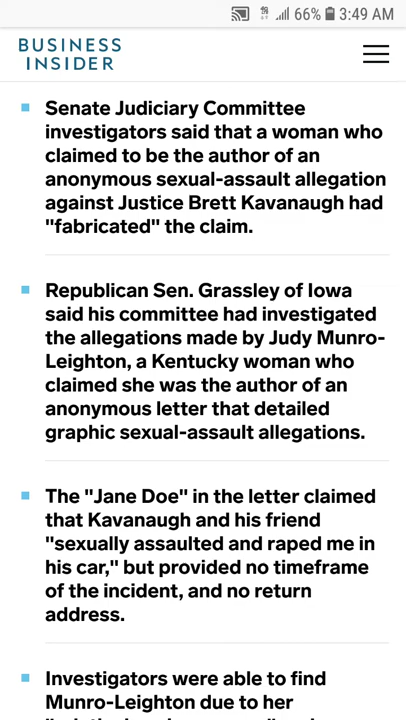 66% 3:49 AM
BUSINESS
INSIDER
Senate Judiciary Committee
investigators said that a woman who
claimed to be the author of an
anonymous sexual-assault allegation
against Justice Brett Kavanaugh had
"fabricated" the claim.
Republican Sen. Grassley of Iowa
said his committee had investigated
the allegations made by Judy Munro-
Leighton, a Kentucky woman who
claimed she was the author of an
anonymous letter that detailed
graphic sexual-assault allegations.
The "Jane Doe" in the letter claimed
that Kavanaugh and his friend
"sexually assaulted and raped me in
his car," but provided no timeframe
of the incident, and no return
address.
Investigators were able to find
Munro-Leighton due to her